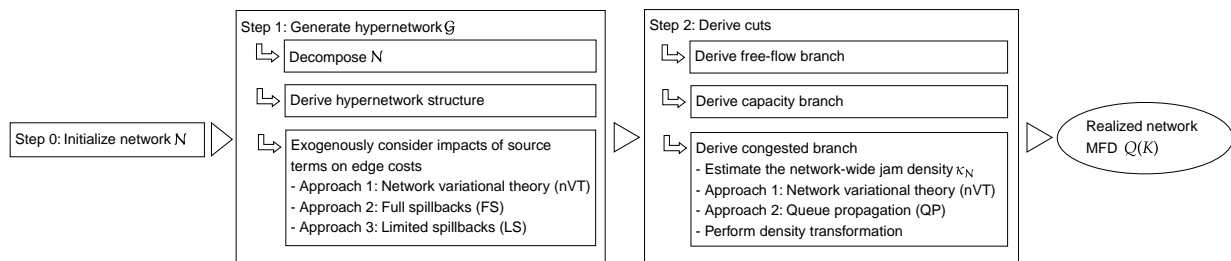 Step 0: Initialize network N
Step 1: Generate hypernetwork G
Decompose N
Derive hypernetwork structure
Exogenously consider impacts of source
terms on edge costs
- Approach 1: Network variational theory (nVT)
- Approach 2: Full spillbacks (FS)
- Approach 3: Limited spillbacks (LS)
Step 2: Derive cuts
Derive free-flow branch
Derive capacity branch
Derive congested branch
- Estimate the network-wide jam density κN
- Approach 1: Network variational theory (nVT)
- Approach 2: Queue propagation (QP)
- Perform density transformation
Realized network
MFD Q(K)